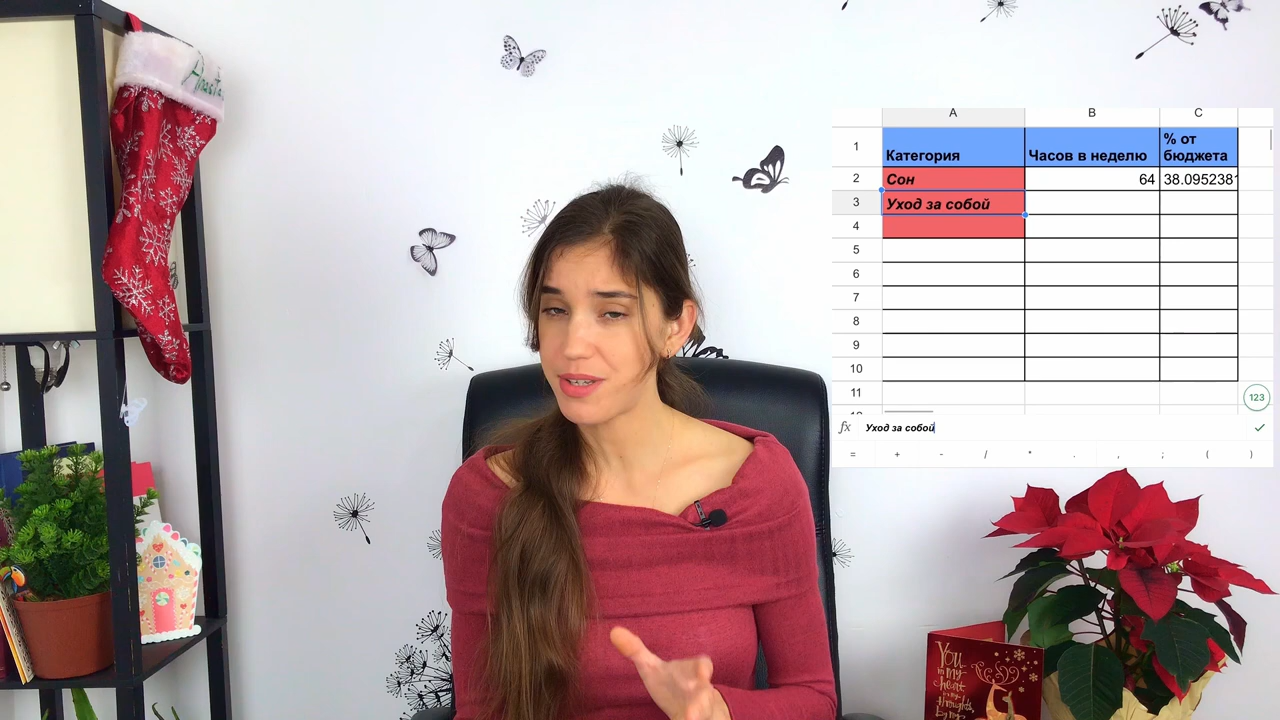 A B C
1 Категория Часов в неделю % от бюджета
2 Сон 64 38.0952381
3 Уход за собой
4
5
6
7
8
9
10
11
123
fx Уход за собой
= + - / * . , ; ( )
You
in my
heart